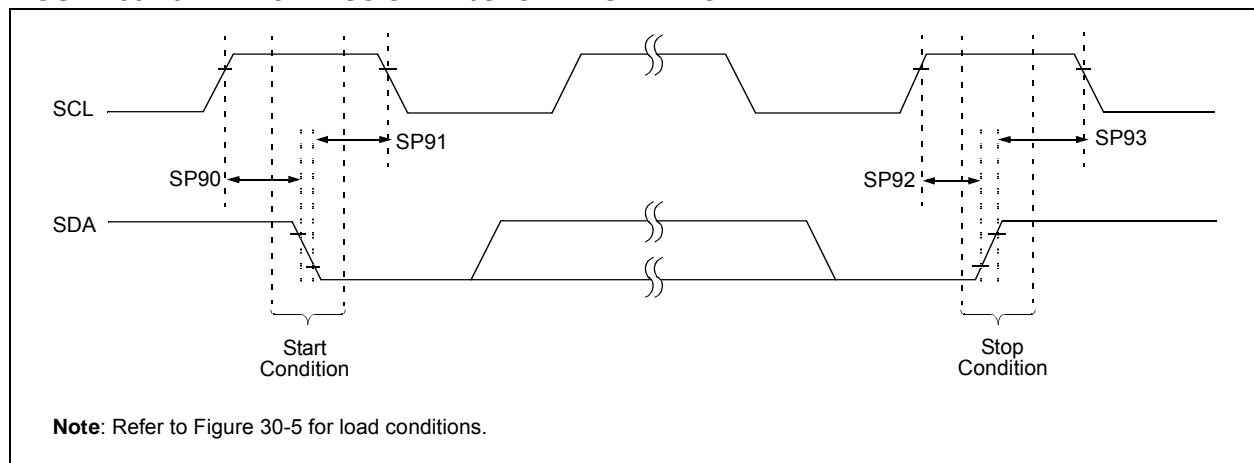 SCL
SP91
SP93
SP90
SP92
SDA
Start
Condition
Stop
Condition
Note: Refer to Figure 30-5 for load conditions.